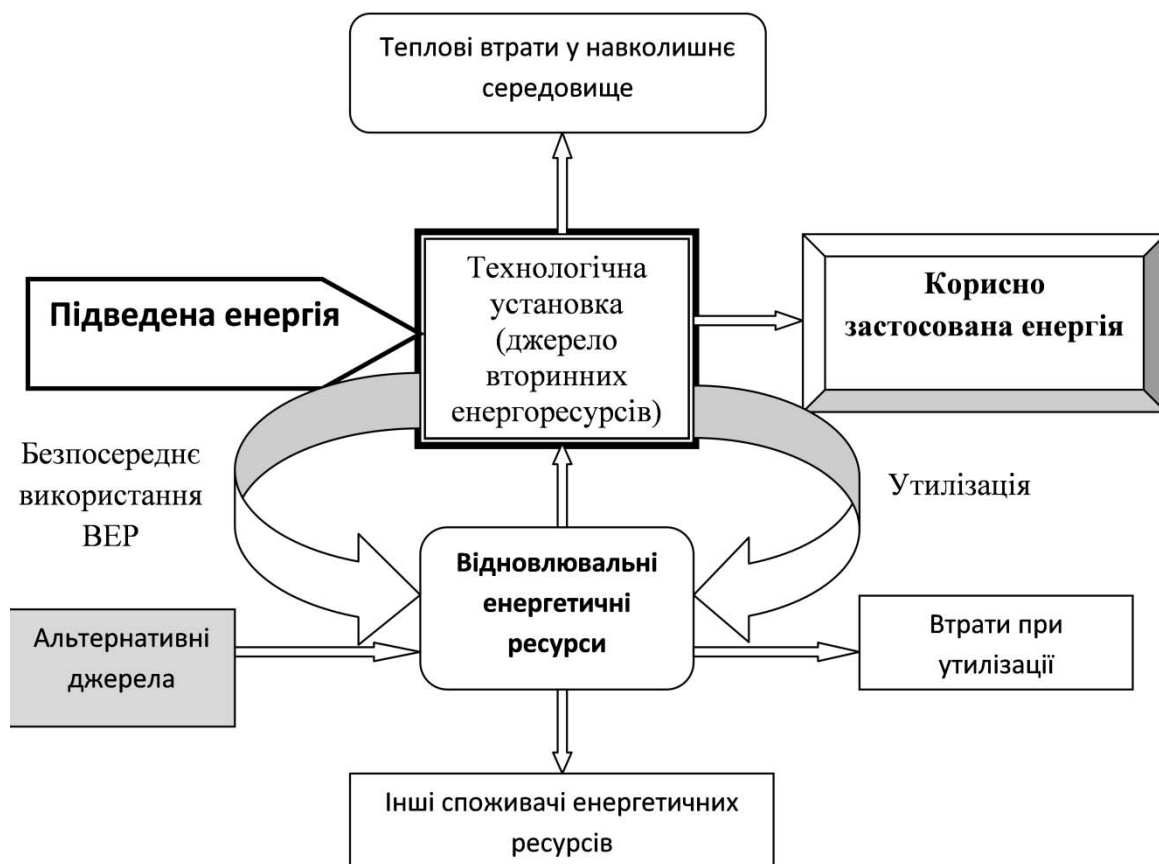 Теплові втрати у навколишнє
середовище
Підведена енергія
Технологічна
установка
(джерело
вторинних
енергоресурсів)
Корисно
застосована енергія
Безпосереднє
використання
ВЕР
Утилізація
Відновлювальні
енергетичні
ресурси
Альтернативні
джерела
Втрати при
утилізації
Інші споживачі енергетичних
ресурсів